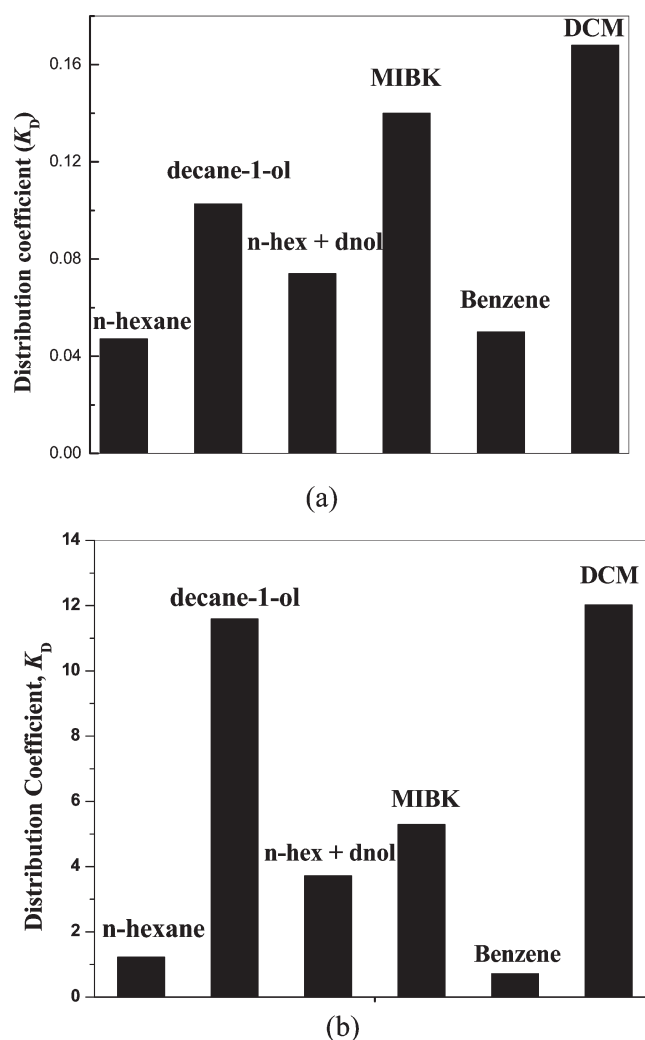 DCM
0.16
MIBK
Distribution coefficient (K_D)
0.12
decane-1-ol
n-hex + dnol
0.08
Benzene
n-hexane
0.04
0.00
(a)
14
DCM
decane-1-ol
12
10
Distribution Coefficient, K_D
8
6
MIBK
n-hex + dnol
4
n-hexane
2
Benzene
0
(b)